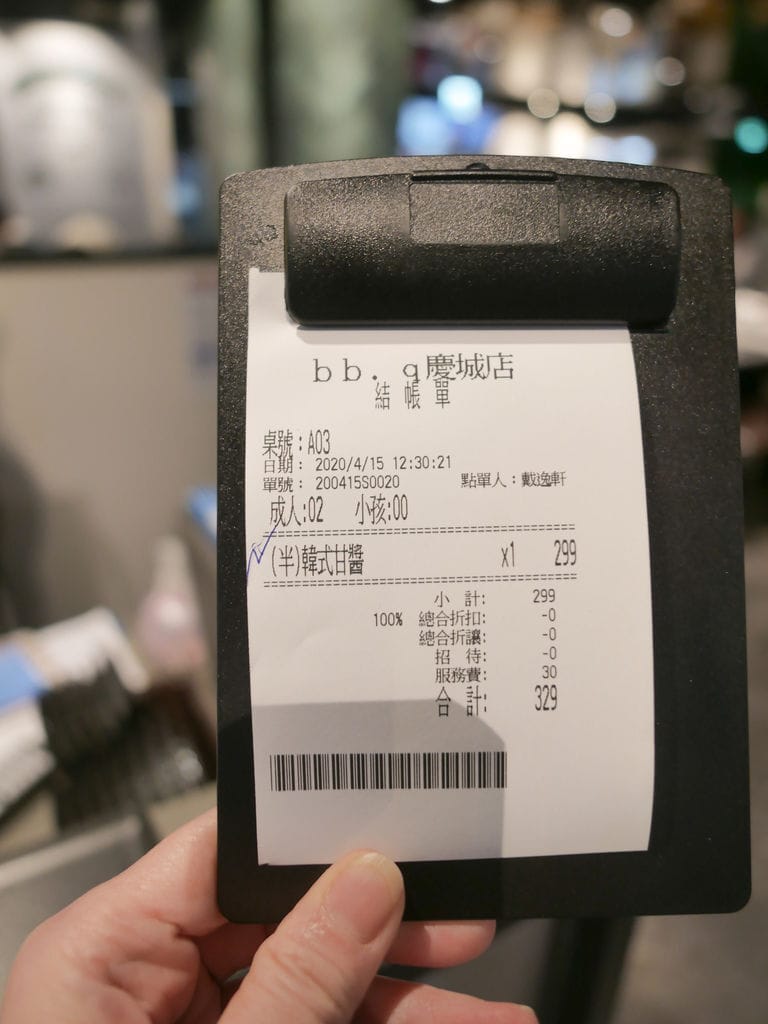 bb.q慶城店
結帳單
桌號：A03
日期： 2020/4/15 12:30:21
單號： 200415S0020 點單人：戴逸軒
成人:02 小孩:00
(半)韓式甘醬 x1 299
小 計: 299
100% 總合折扣: -0
總合折讓: -0
招 待: -0
服務費: 30
合 計: 329